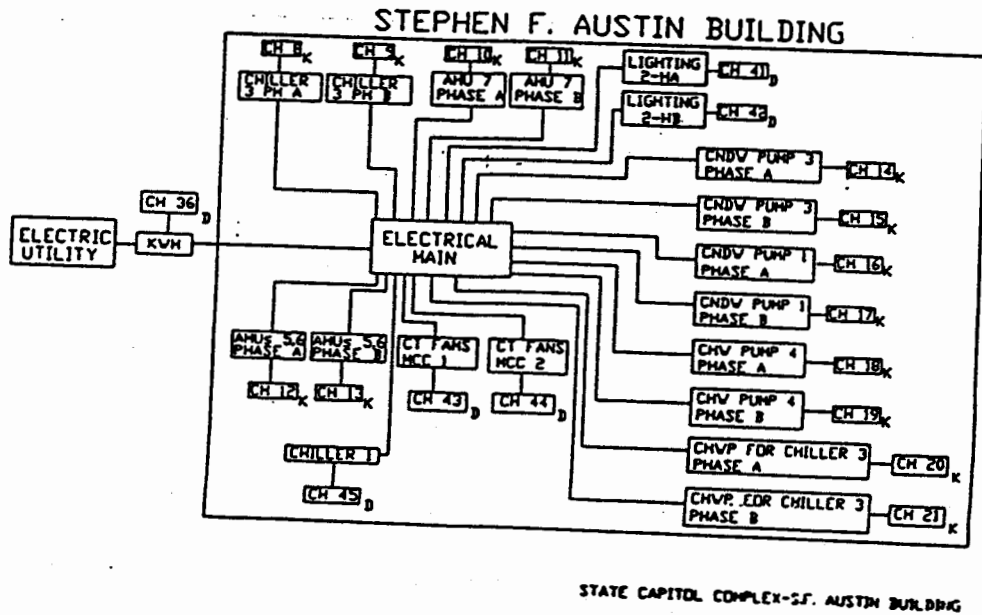 STEPHEN F. AUSTIN BUILDING
CH 8 K
CHILLER
3 PH A
CH 9 K
CHILLER
3 PH B
CH 10 K
AHU 7
PHASE A
CH 11 K
AHU 7
PHASE B
LIGHTING
2-HA
CH 41 D
LIGHTING
2-HB
CH 42 D
CNDW PUMP 3
PHASE A
CH 14 K
CNDW PUMP 3
PHASE B
CH 15 K
CNDW PUMP 1
PHASE A
CH 16 K
CNDW PUMP 1
PHASE B
CH 17 K
CHW PUMP 4
PHASE A
CH 18 K
CHW PUMP 4
PHASE B
CH 19 K
CHWP FOR CHILLER 3
PHASE A
CH 20 K
CHWP FOR CHILLER 3
PHASE B
CH 21 K
CH 36 D
ELECTRIC
UTILITY
KWH
ELECTRICAL
MAIN
AHUs 5,6
PHASE A
CH 12 K
AHUs 5,6
PHASE B
CH 13 K
CT FANS
MCC 1
CH 43 D
CT FANS
MCC 2
CH 44 D
CHILLER 1
CH 45 D
STATE CAPITOL COMPLEX-S.F. AUSTIN BUILDING